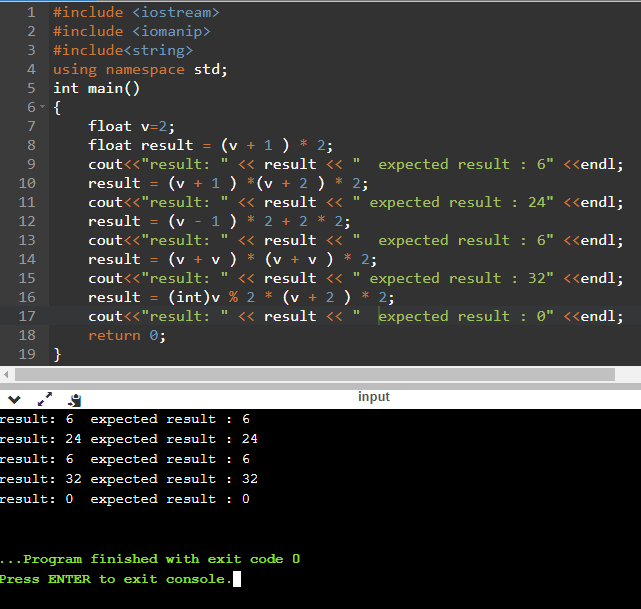 1 #include <iostream>
2 #include <iomanip>
3 #include<string>
4 using namespace std;
5 int main()
6 {
7     float v=2;
8     float result = (v + 1 ) * 2;
9     cout<<"result: " << result << "  expected result : 6" <<endl;
10     result = (v + 1 ) *(v + 2 ) * 2;
11     cout<<"result: " << result << " expected result : 24" <<endl;
12     result = (v - 1 ) * 2 + 2 * 2;
13     cout<<"result: " << result << "  expected result : 6" <<endl;
14     result = (v + v ) * (v + v ) * 2;
15     cout<<"result: " << result << " expected result : 32" <<endl;
16     result = (int)v % 2 * (v + 2 ) * 2;
17     cout<<"result: " << result << "  expected result : 0" <<endl;
18     return 0;
19 }
input
result: 6  expected result : 6
result: 24 expected result : 24
result: 6  expected result : 6
result: 32 expected result : 32
result: 0  expected result : 0
...Program finished with exit code 0
Press ENTER to exit console.